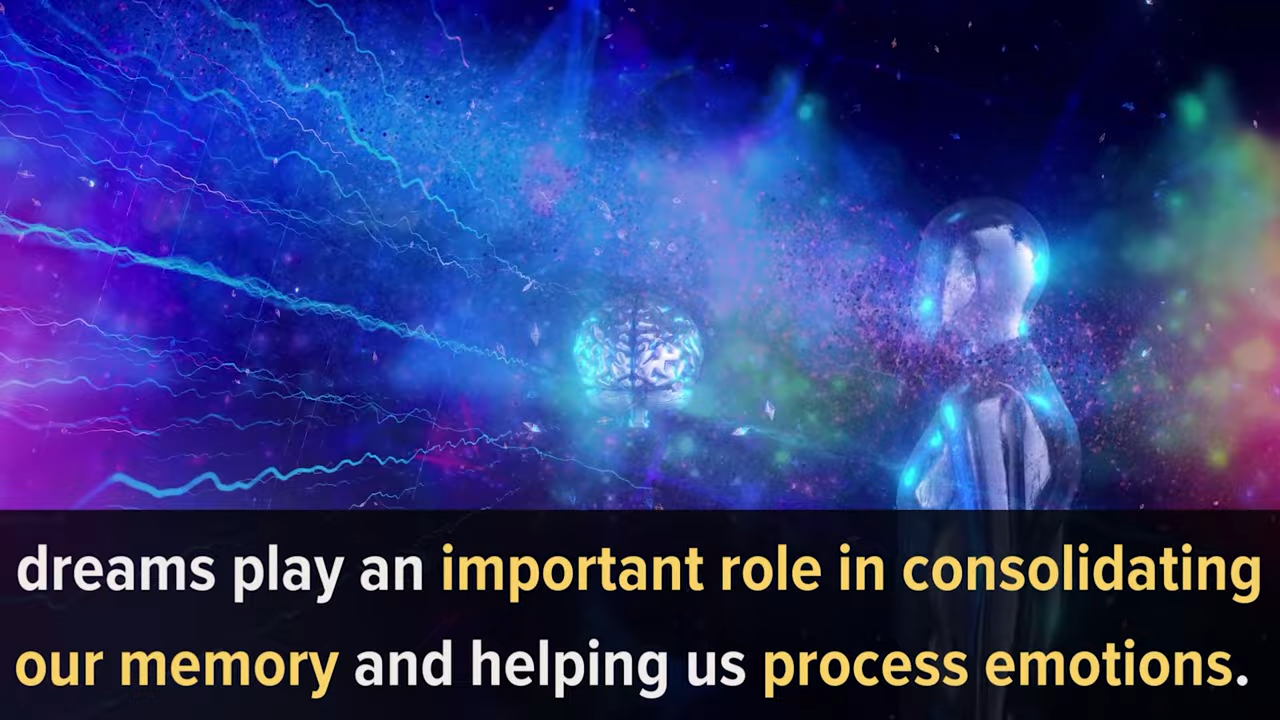 dreams play an important role in consolidating
our memory and helping us process emotions.